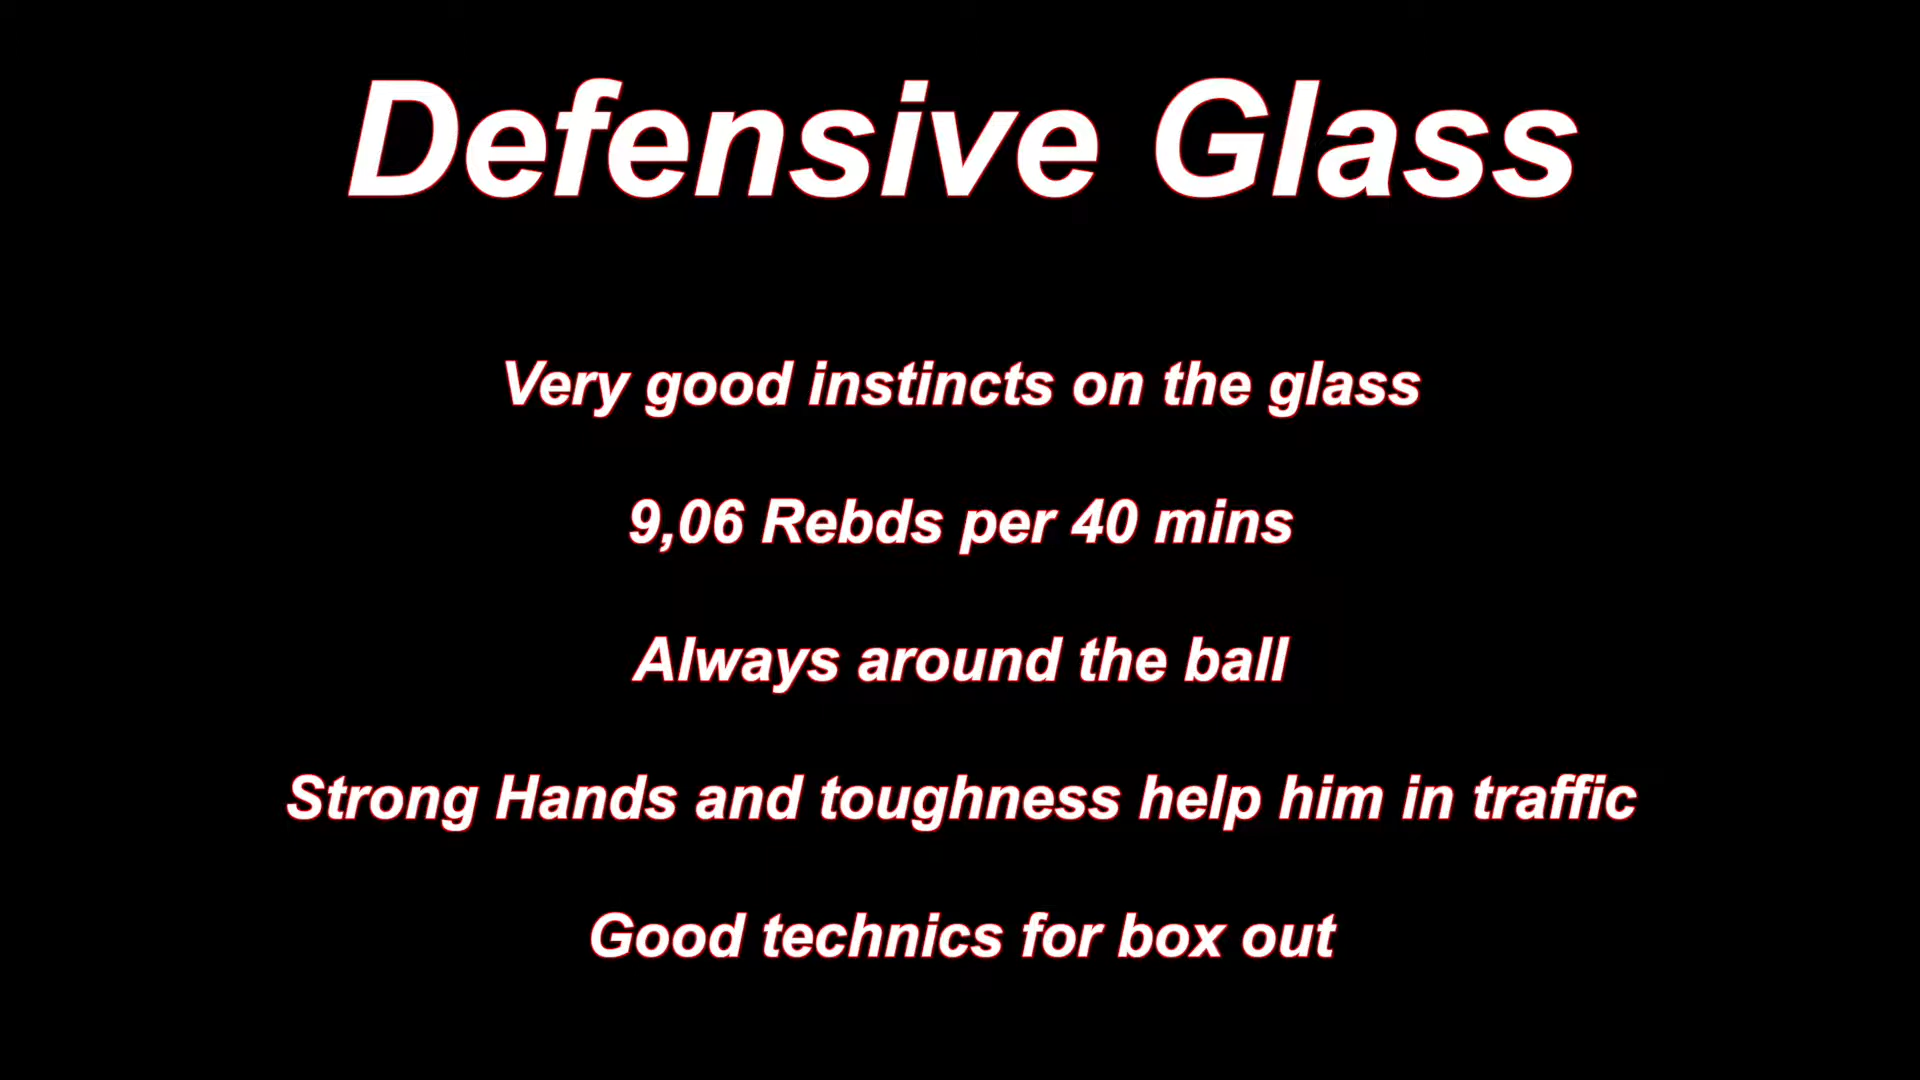 Defensive Glass
Very good instincts on the glass
9,06 Rebds per 40 mins
Always around the ball
Strong Hands and toughness help him in traffic
Good technics for box out